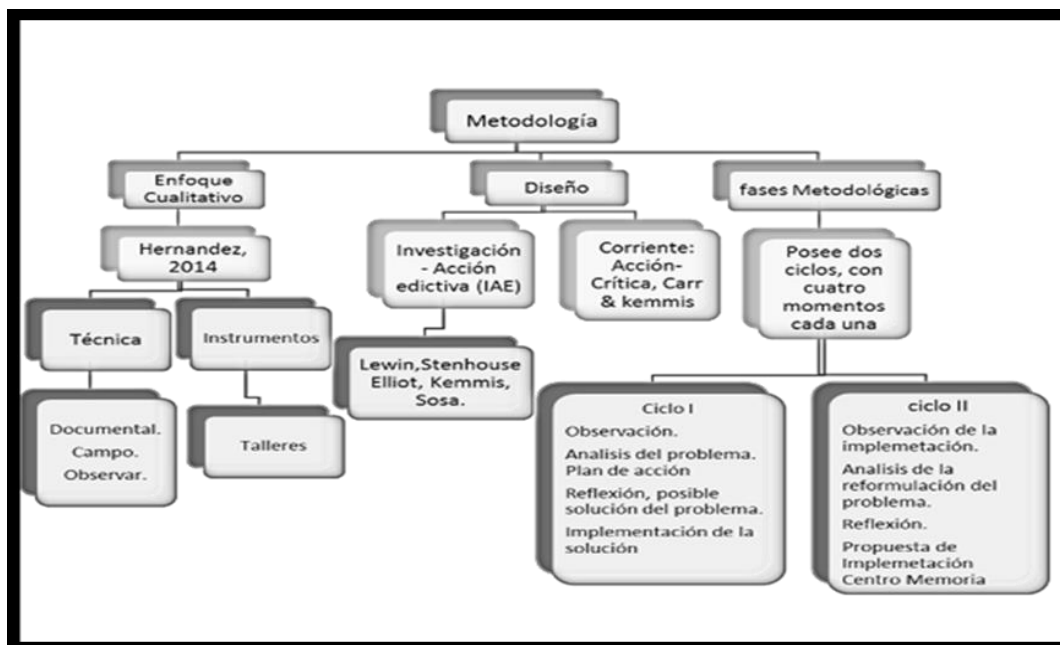 Metodología
Enfoque
Cualitativo
Diseño
fases Metodológicas
Hernandez,
2014
Investigación
- Acción
edictiva (IAE)
Corriente:
Acción-
Crítica, Carr
& kemmis
Posee dos
ciclos, con
cuatro
momentos
cada una
Técnica
Instrumentos
Lewin,Stenhouse
Elliot, Kemmis,
Sosa.
Documental.
Campo.
Observar.
Talleres
Ciclo I
Observación.
Analisis del problema.
Plan de acción
Reflexión, posible
solución del problema.
Implementación de la
solución
ciclo II
Observación de la
implemetación.
Analisis de la
reformulación del
problema.
Reflexión.
Propuesta de
Implemetación
Centro Memoria